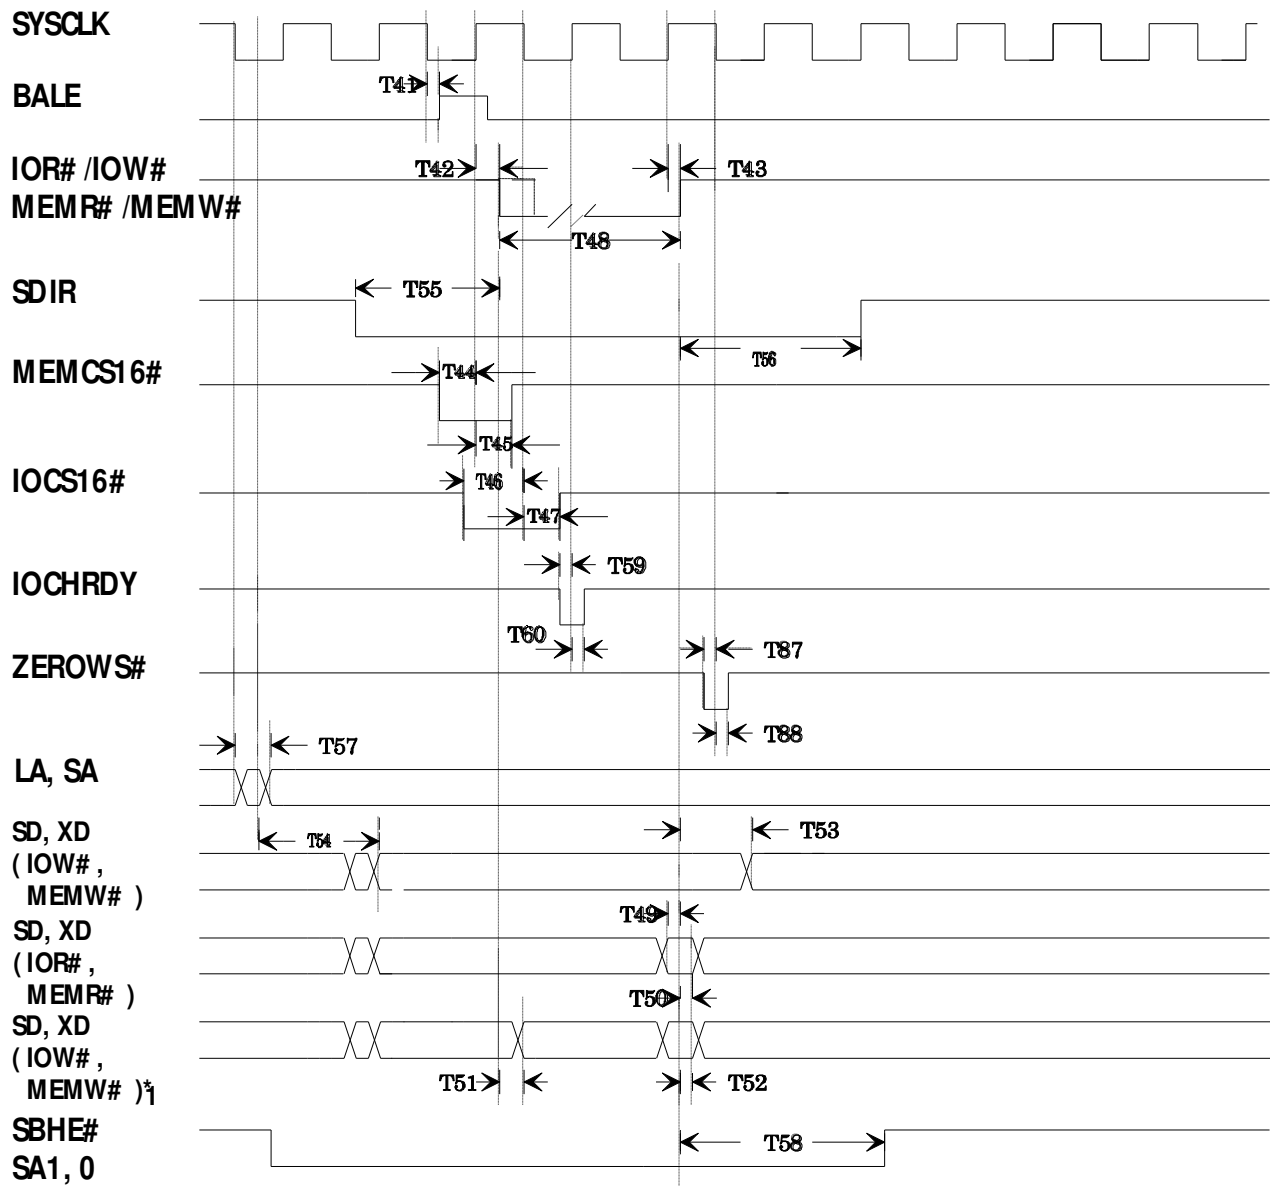 SYSCLK
T41
BALE
T42 T43
IOR# /IOW#
MEMR# /MEMW#
T48
SDIR
T55
T56
MEMCS16#
T44
T45
IOCS16#
T46
T47
T59
IOCHRDY
T60
T87
ZEROWS#
T88
T57
LA, SA
SD, XD
T54 T53
( IOW# ,
MEMW# )
T49
SD, XD
( IOR# ,
MEMR# )
T50
SD, XD
( IOW# ,
MEMW# )*1
T51 T52
SBHE#
T58
SA1, 0